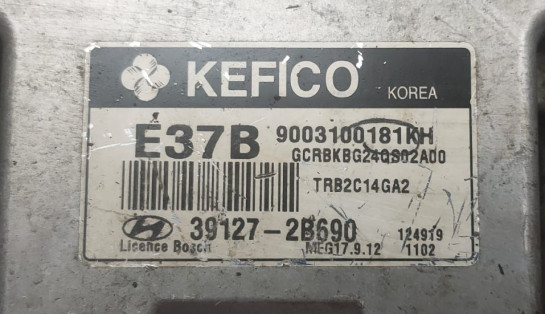 KEFICO KOREA
E37B 9003100181KH
GCRBKBG24QS02A00
TRB2C14GA2
39127-2B690 124919
Licence Bosch MEG17.9.12 1102